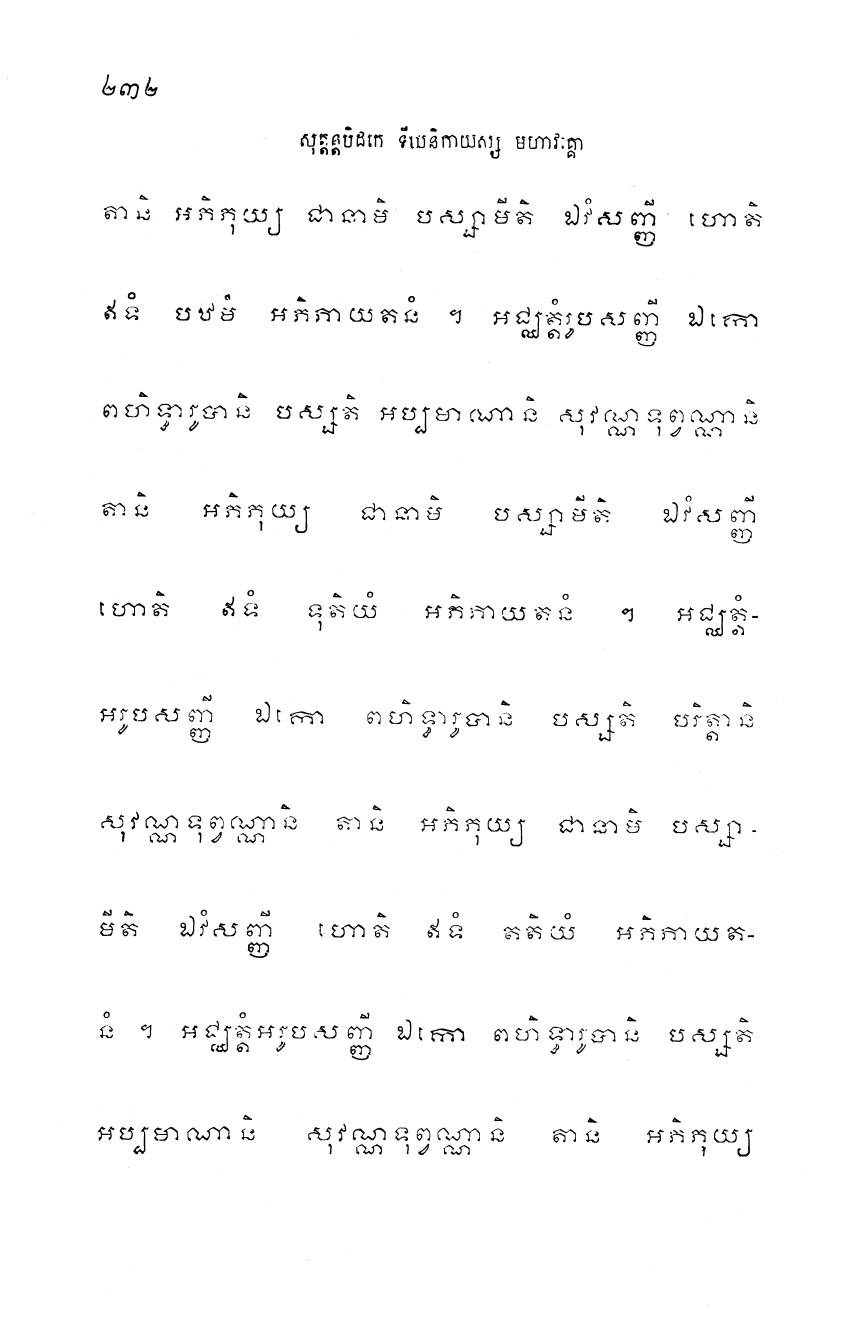 ២៣២
សុត្តន្តបិដកេ ទីឃនិកាយស្ស មហាវគ្គោ
តានិ អភិភុយ្យ ជានាមិ បស្សាមីតិ ឯវំសញ្ញី ហោតិ
ឥទំ បឋមំ អភិភាយតនំ ។ អជ្ឈត្តំរូបសញ្ញី ឯកោ
ពហិទ្ធារូបានិ បស្សតិ អប្បមាណានិ សុវណ្ណទុព្វណ្ណានិ
តានិ អភិភុយ្យ ជានាមិ បស្សាមីតិ ឯវំសញ្ញី
ហោតិ ឥទំ ទុតិយំ អភិភាយតនំ ។ អជ្ឈត្តំ-
អរូបសញ្ញី ឯកោ ពហិទ្ធារូបានិ បស្សតិ បរិត្តានិ
សុវណ្ណទុព្វណ្ណានិ តានិ អភិភុយ្យ ជានាមិ បស្សា-
មីតិ ឯវំសញ្ញី ហោតិ ឥទំ តតិយំ អភិភាយត-
នំ ។ អជ្ឈត្តំអរូបសញ្ញី ឯកោ ពហិទ្ធារូបានិ បស្សតិ
អប្បមាណានិ សុវណ្ណទុព្វណ្ណានិ តានិ អភិភុយ្យ